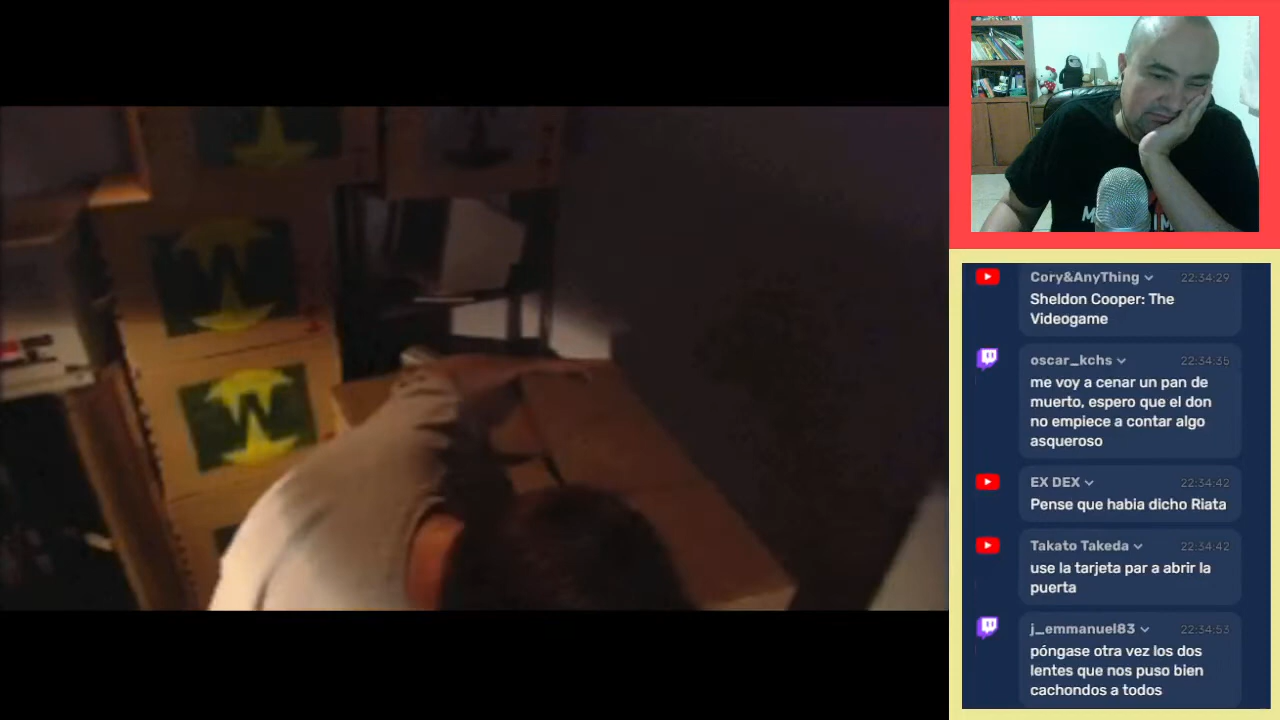 W
W
M IM
Cory&AnyThing 22:34:29
Sheldon Cooper: The
Videogame
oscar_kchs 22:34:35
me voy a cenar un pan de
muerto, espero que el don
no empiece a contar algo
asqueroso
EX DEX 22:34:42
Pense que habia dicho Riata
Takato Takeda 22:34:42
use la tarjeta par a abrir la
puerta
j_emmanuel83 22:34:53
póngase otra vez los dos
lentes que nos puso bien
cachondos a todos